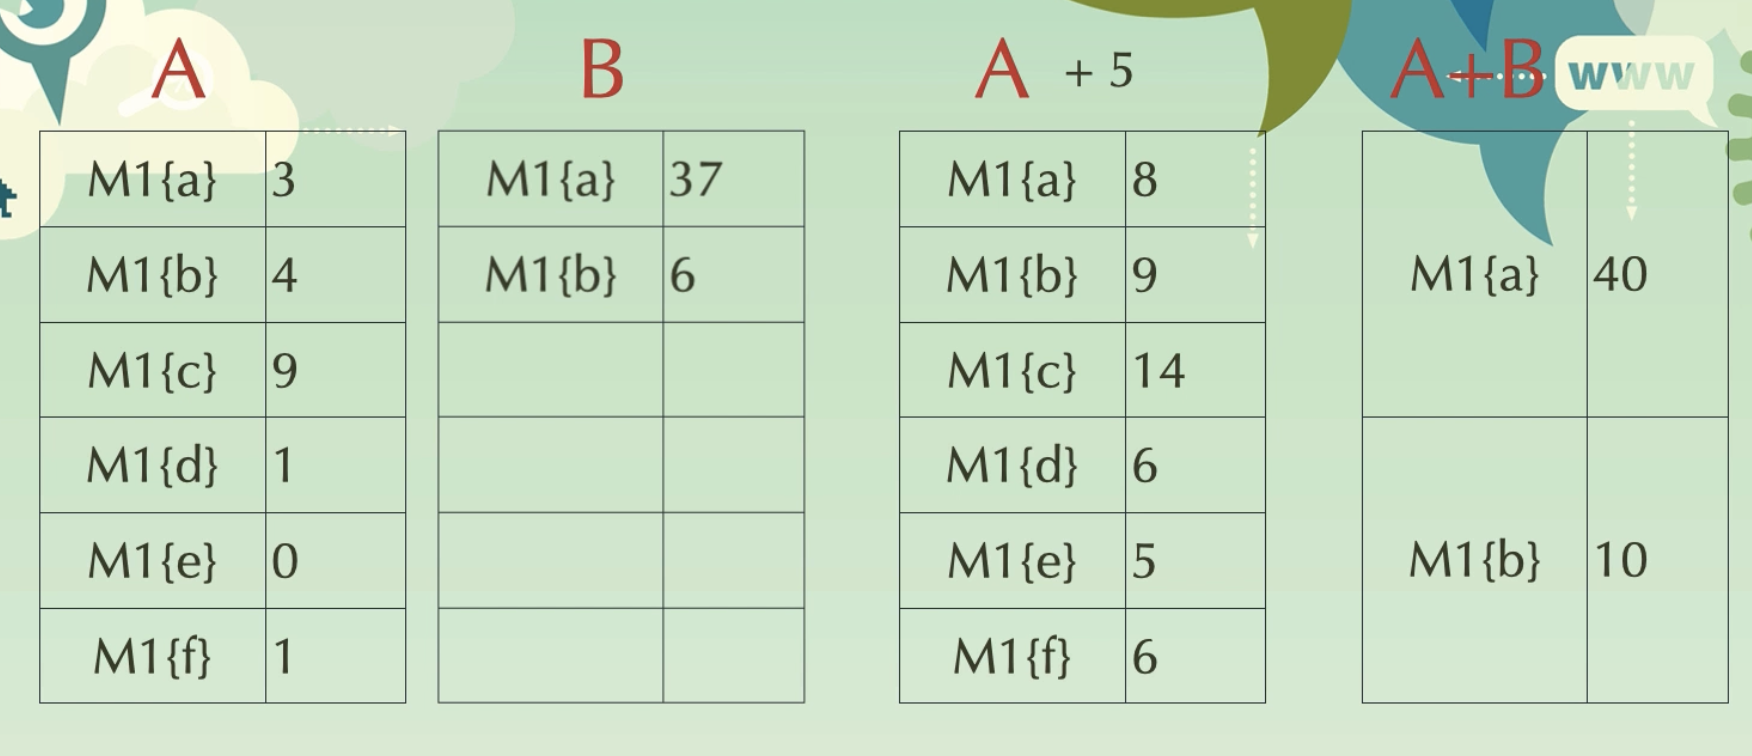 A B A + 5 A+B www
M1{a} 3 M1{a} 37 M1{a} 8 M1{a} 40
M1{b} 4 M1{b} 6 M1{b} 9
M1{c} 9 M1{c} 14
M1{d} 1 M1{d} 6
M1{e} 0 M1{e} 5 M1{b} 10
M1{f} 1 M1{f} 6